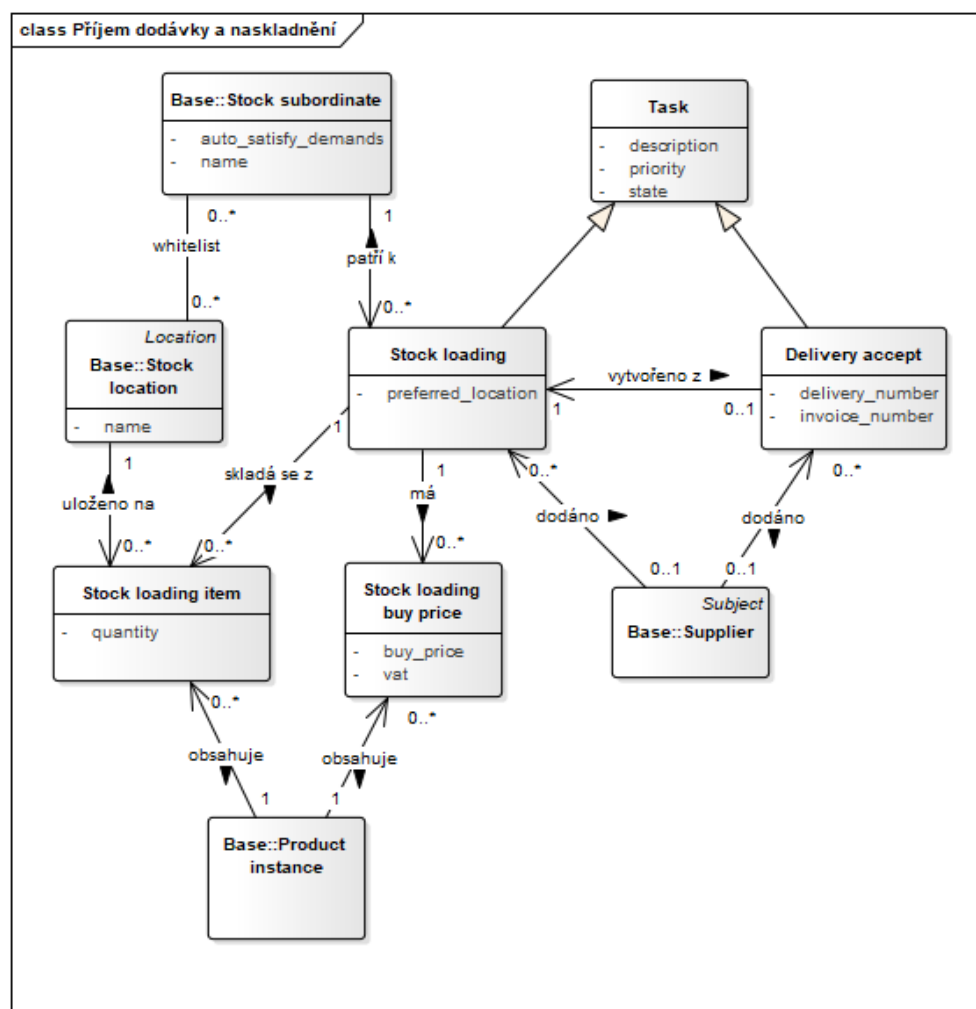 class Příjem dodávky a naskladnění
Base::Stock subordinate
- auto_satisfy_demands
- name
Task
- description
- priority
- state
0..*
1
whitelist
patří k
0..*
0..*
Location
Base::Stock
location
- name
Stock loading
- preferred_location
Delivery accept
- delivery_number
- invoice_number
vytvořeno z
1
0..1
1
1
1
0..*
0..*
uloženo na
skládá se z
má
dodáno
dodáno
0..*
0..*
0..*
0..1
0..1
Stock loading item
- quantity
Stock loading
buy price
- buy_price
- vat
Subject
Base::Supplier
0..*
0..*
obsahuje
obsahuje
1
1
Base::Product
instance